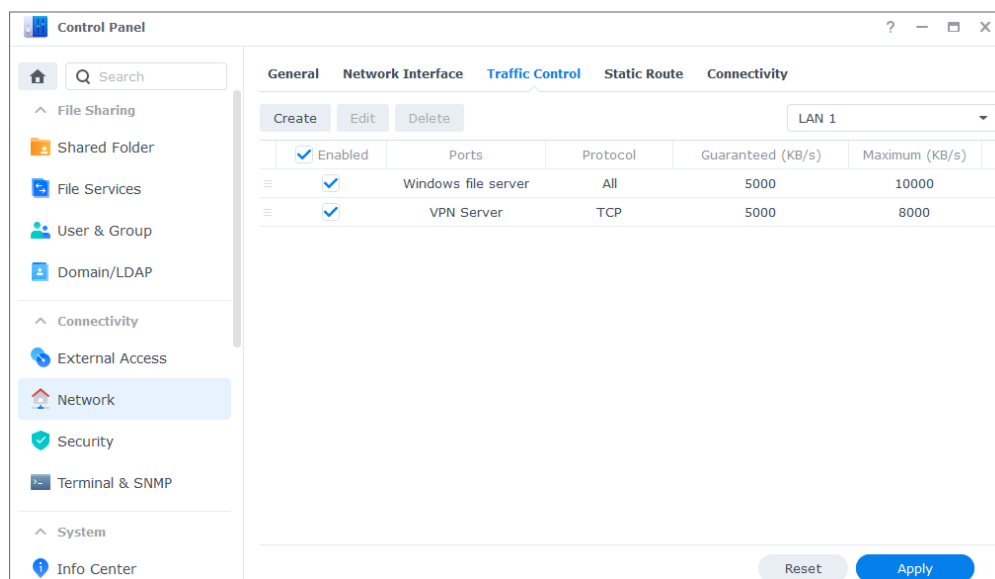 Control Panel
?
Search
General Network Interface Traffic Control Static Route Connectivity
File Sharing
Create Edit Delete LAN 1
Shared Folder
Enabled Ports Protocol Guaranteed (KB/s) Maximum (KB/s)
Windows file server All 5000 10000
File Services
VPN Server TCP 5000 8000
User & Group
Domain/LDAP
Connectivity
External Access
Network
Security
Terminal & SNMP
System
Info Center
Reset Apply